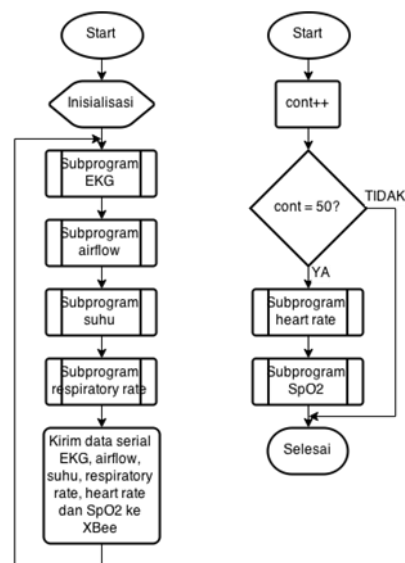 Start
Inisialisasi
Subprogram
EKG
Subprogram
airflow
Subprogram
suhu
Subprogram
respiratory rate
Kirim data serial
EKG, airflow,
suhu, respiratory
rate, heart rate
dan SpO2 ke
XBee
Start
cont++
cont = 50?
TIDAK
YA
Subprogram
heart rate
Subprogram
SpO2
Selesai